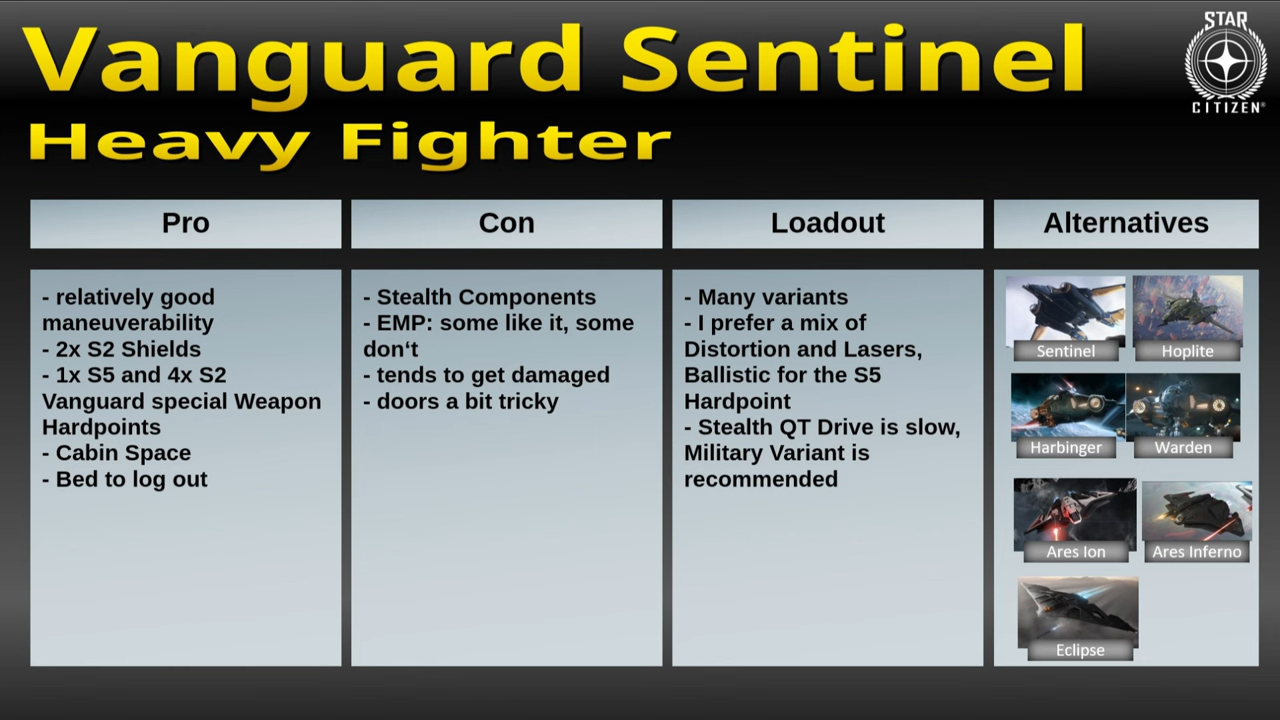 Vanguard Sentinel
Heavy Fighter
STAR
CITIZEN®
Pro
Con
Loadout
Alternatives
- relatively good
maneuverability
- 2x S2 Shields
- 1x S5 and 4x S2
Vanguard special Weapon
Hardpoints
- Cabin Space
- Bed to log out
- Stealth Components
- EMP: some like it, some
don‘t
- tends to get damaged
- doors a bit tricky
- Many variants
- I prefer a mix of
Distortion and Lasers,
Ballistic for the S5
Hardpoint
- Stealth QT Drive is slow,
Military Variant is
recommended
Sentinel
Hoplite
Harbinger
Warden
Ares Ion
Ares Inferno
Eclipse